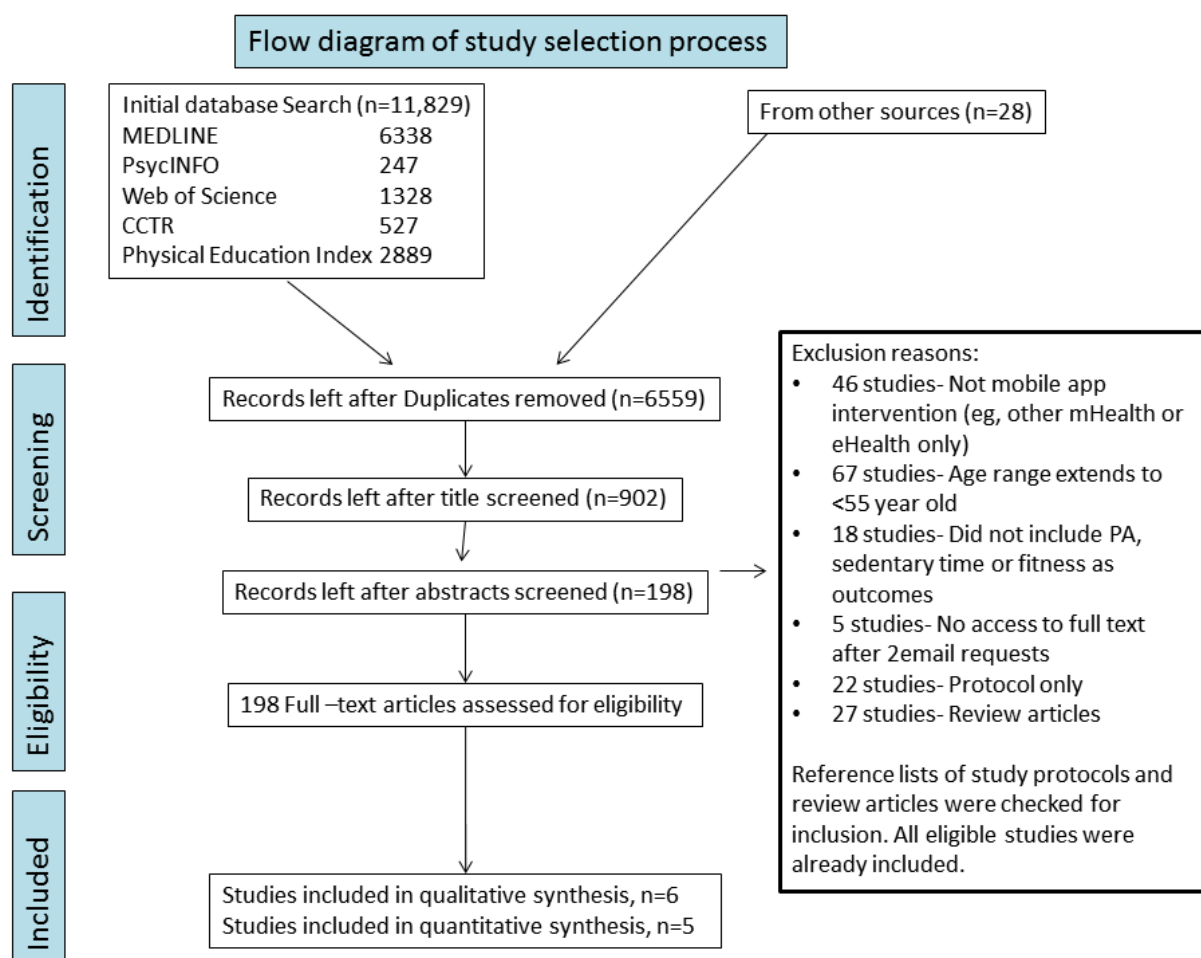 Flow diagram of study selection process
Identification
Initial database Search (n=11,829)
MEDLINE 6338
PsycINFO 247
Web of Science 1328
CCTR 527
Physical Education Index 2889
From other sources (n=28)
Screening
Records left after Duplicates removed (n=6559)
Records left after title screened (n=902)
Records left after abstracts screened (n=198)
Exclusion reasons:
• 46 studies- Not mobile app
intervention (eg, other mHealth or
eHealth only)
• 67 studies- Age range extends to
<55 year old
• 18 studies- Did not include PA,
sedentary time or fitness as
outcomes
• 5 studies- No access to full text
after 2email requests
• 22 studies- Protocol only
• 27 studies- Review articles
Reference lists of study protocols and
review articles were checked for
inclusion. All eligible studies were
already included.
Eligibility
198 Full –text articles assessed for eligibility
Included
Studies included in qualitative synthesis, n=6
Studies included in quantitative synthesis, n=5